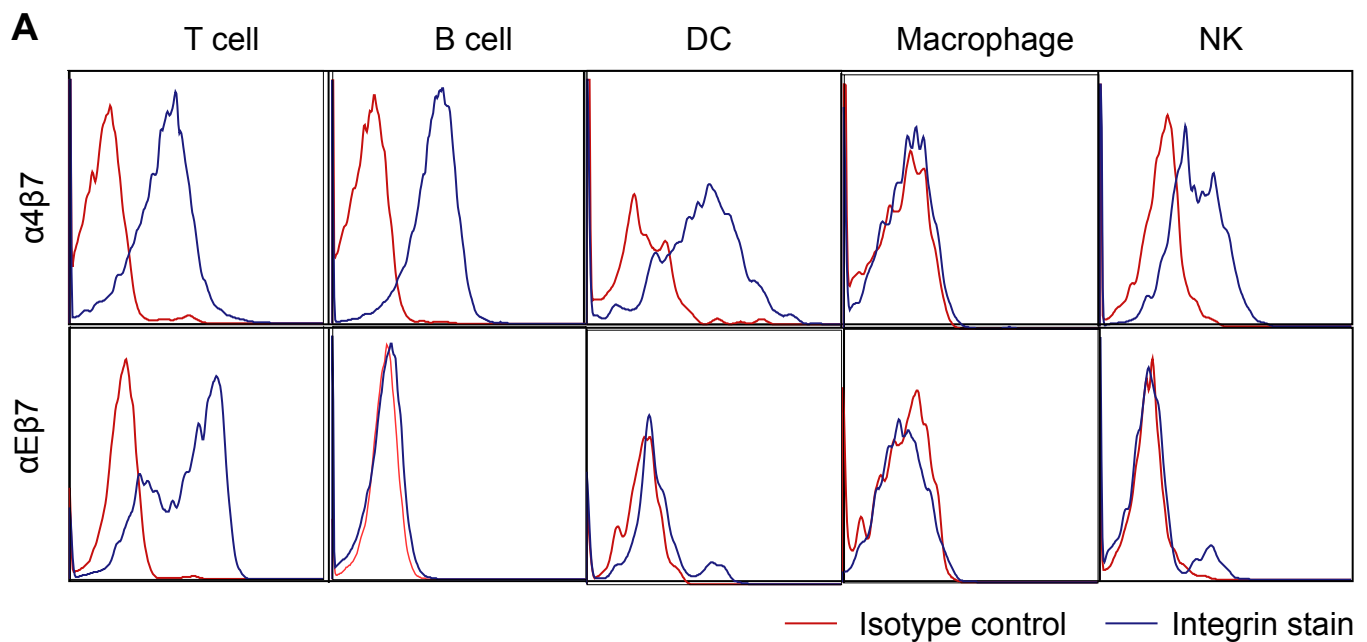 A
T cell B cell DC Macrophage NK
α4β7
αEβ7
Isotype control Integrin stain